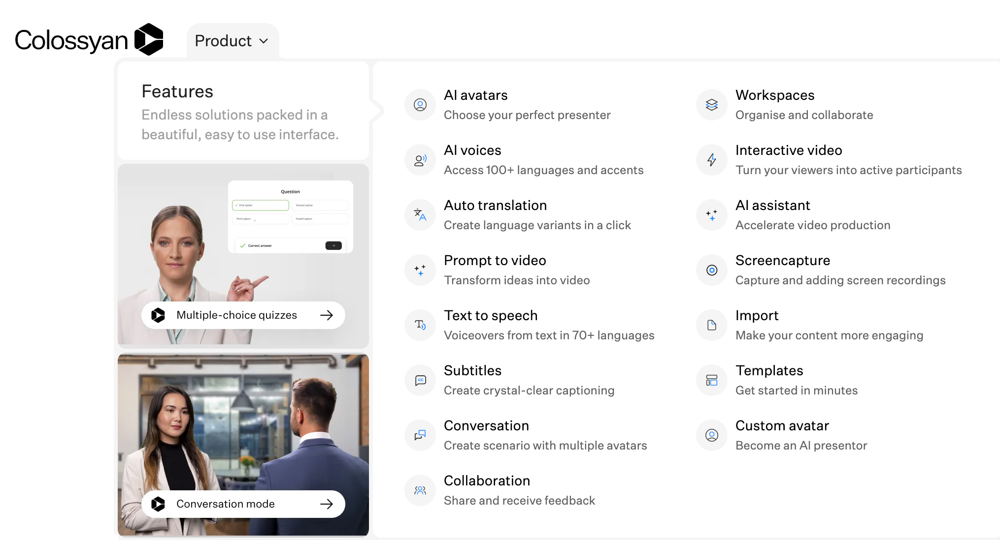 Colossyan
Product
Features
Endless solutions packed in a
beautiful, easy to use interface.
Question
First option
Second option
Third option
Fourth option
Correct answer
Multiple-choice quizzes
Conversation mode
AI avatars
Choose your perfect presenter
AI voices
Access 100+ languages and accents
Auto translation
Create language variants in a click
Prompt to video
Transform ideas into video
Text to speech
Voiceovers from text in 70+ languages
CC
Subtitles
Create crystal-clear captioning
Conversation
Create scenario with multiple avatars
Collaboration
Share and receive feedback
Workspaces
Organise and collaborate
Interactive video
Turn your viewers into active participants
AI assistant
Accelerate video production
Screencapture
Capture and adding screen recordings
Import
Make your content more engaging
Templates
Get started in minutes
Custom avatar
Become an AI presentor